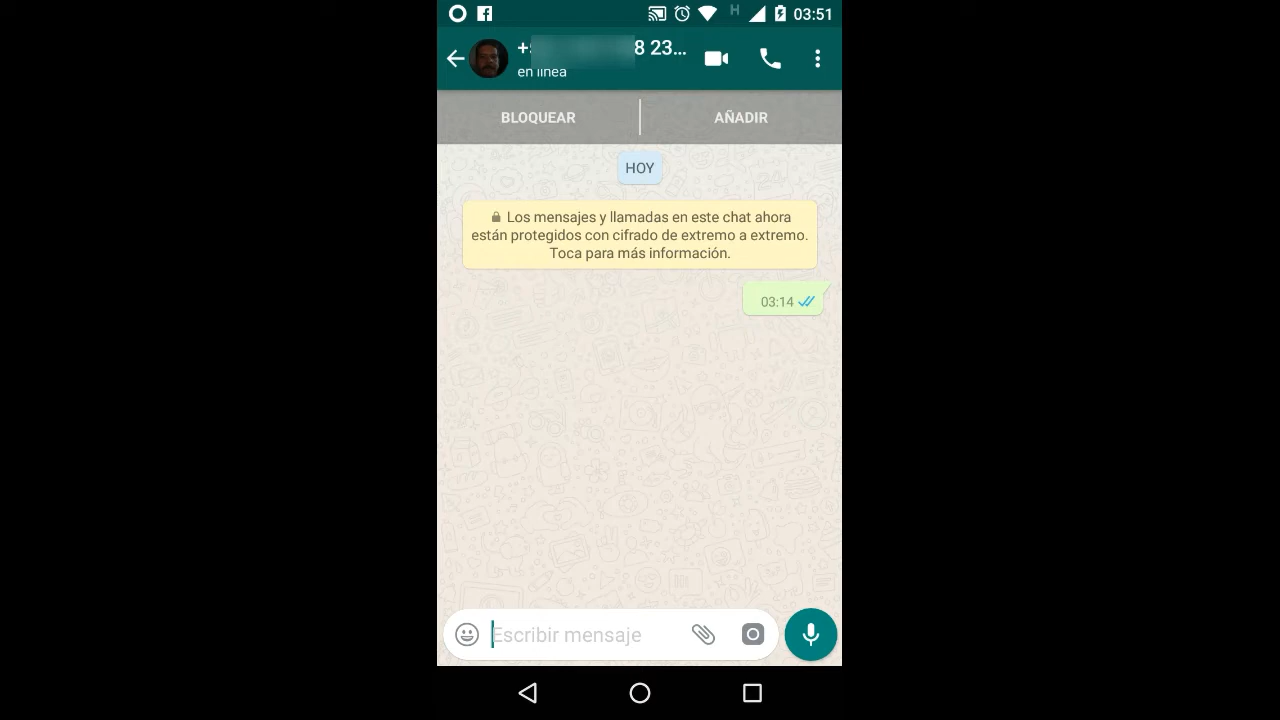 H 03:51
8 23...
en línea
BLOQUEAR
AÑADIR
HOY
Los mensajes y llamadas en este chat ahora
están protegidos con cifrado de extremo a extremo.
Toca para más información.
03:14
Escribir mensaje